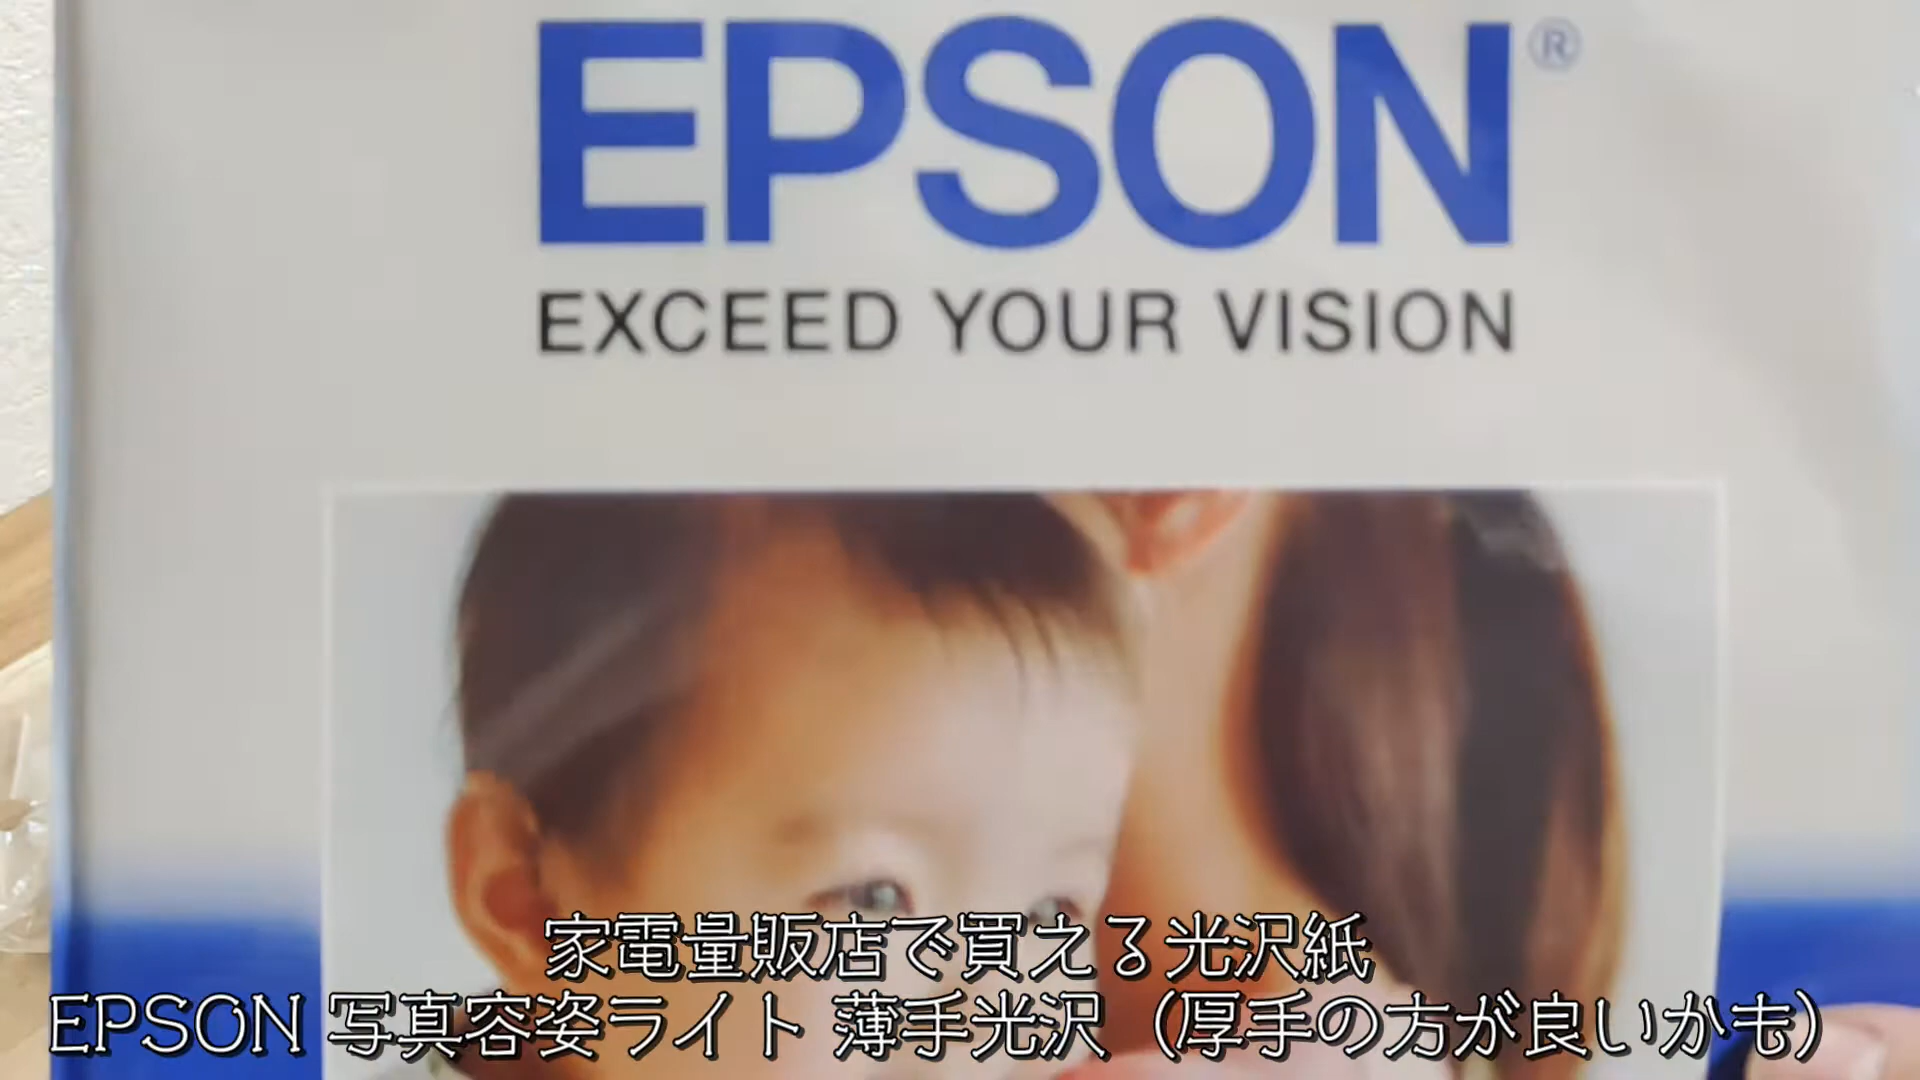 EPSON®
EXCEED YOUR VISION
家電量販店で買える光沢紙
EPSON 写真容姿ライト 薄手光沢（厚手の方が良いかも）